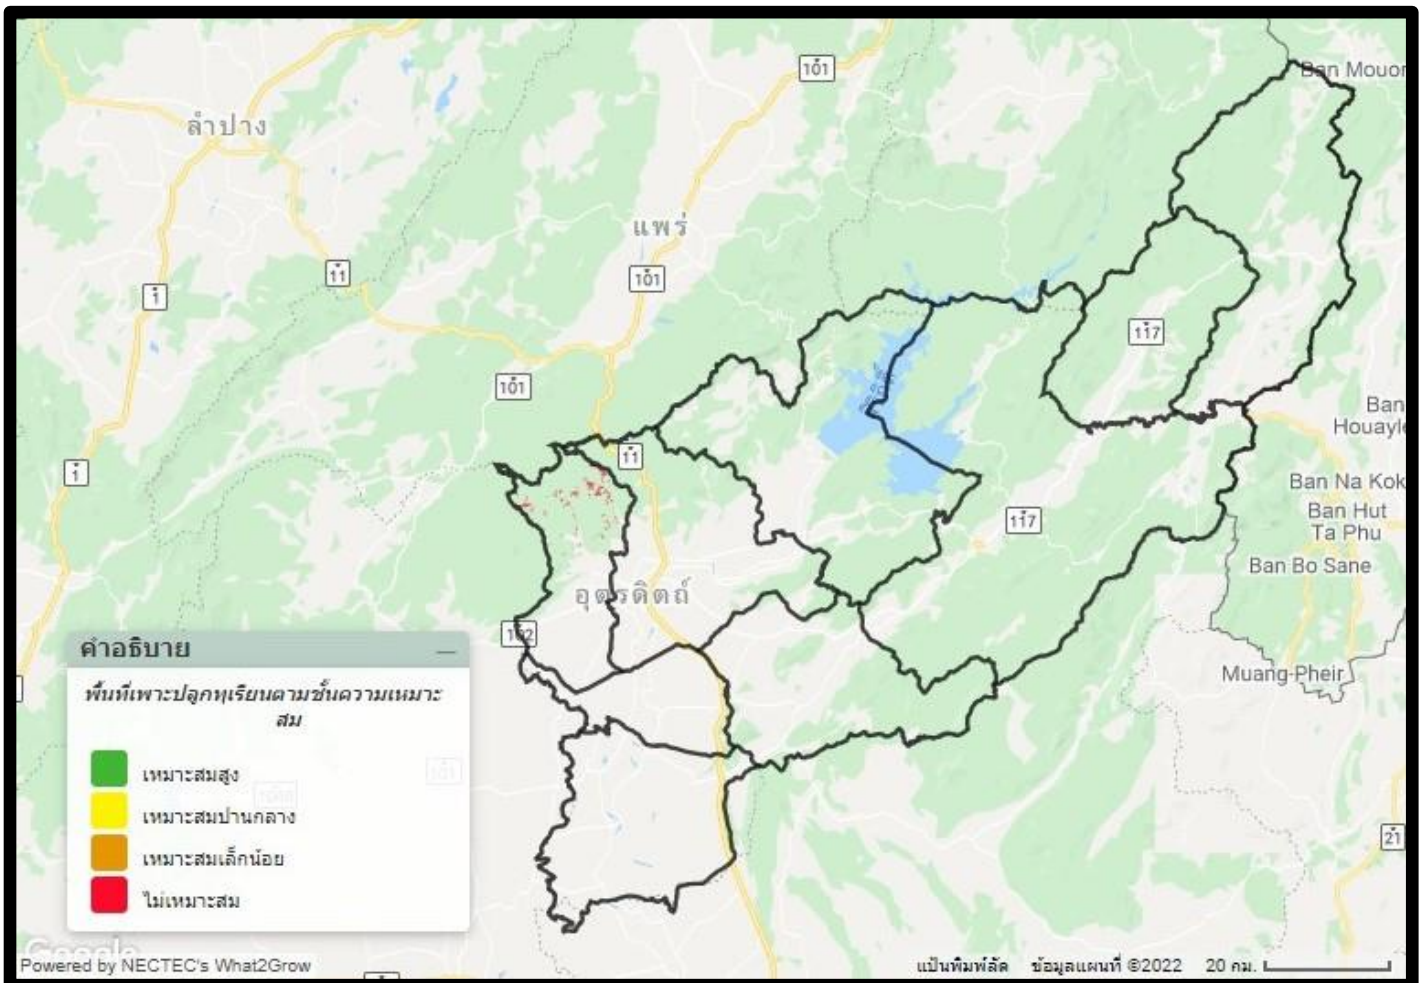 101
Ban Mouor
ลำปาง
แพร่
11
101
1
117
101
Ban
Houayle
11
1
Ban Na Kok
Ban Hut
Ta Phu
117
Ban Bo Sane
อุตรดิตถ์
102
คำอธิบาย
Muang-Pheir
พื้นที่เพาะปลูกทุเรียนตามชั้นความเหมาะ
สม
เหมาะสมสูง
101
เหมาะสมปานกลาง
21
เหมาะสมเล็กน้อย
ไม่เหมาะสม
Google
Powered by NECTEC's What2Grow
แป้นพิมพ์ลัด ข้อมูลแผนที่ ©2022 20 กม.